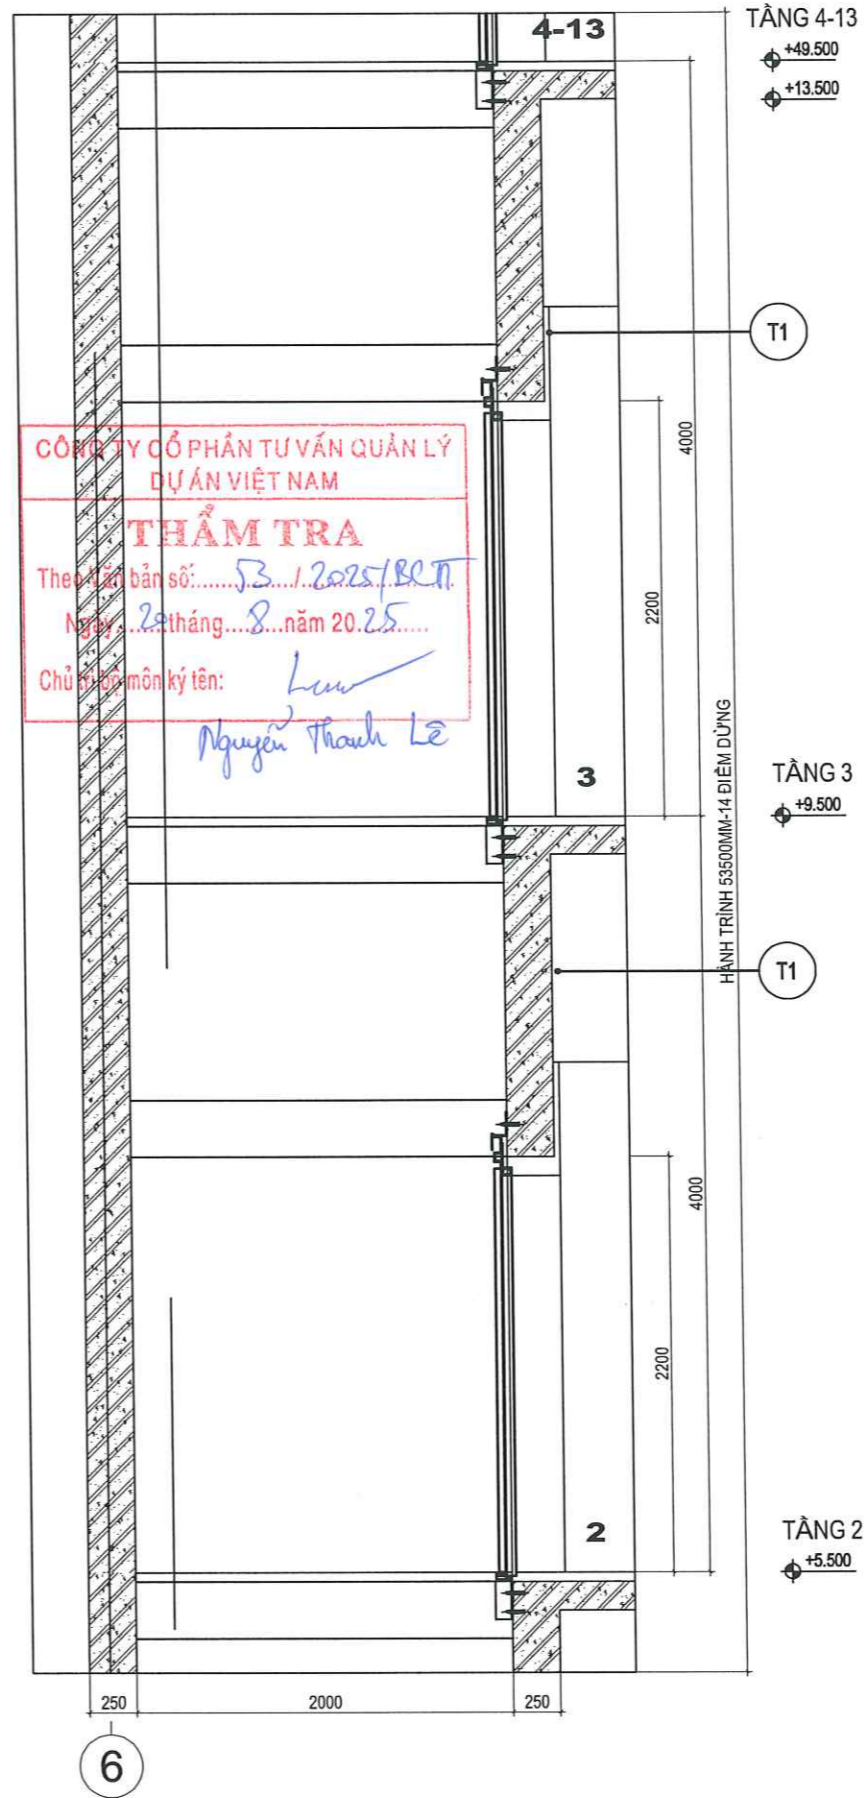 TẦNG 4-13
4-13
+49.500
+13.500
T1
4000
CÔNG TY CỔ PHẦN TƯ VẤN QUẢN LÝ
DỰ ÁN VIỆT NAM
THẨM TRA
Theo Văn bản số:.....53.../..2025/BCTT
Ngày....20tháng....8...năm 20.25......
Chủ trì bộ môn ký tên:
Nguyễn Thanh Lê
2200
HÀNH TRÌNH 53500MM-14 ĐIỂM DỪNG
3
TẦNG 3
+9.500
T1
4000
2200
2
TẦNG 2
+5.500
250
2000
250
6